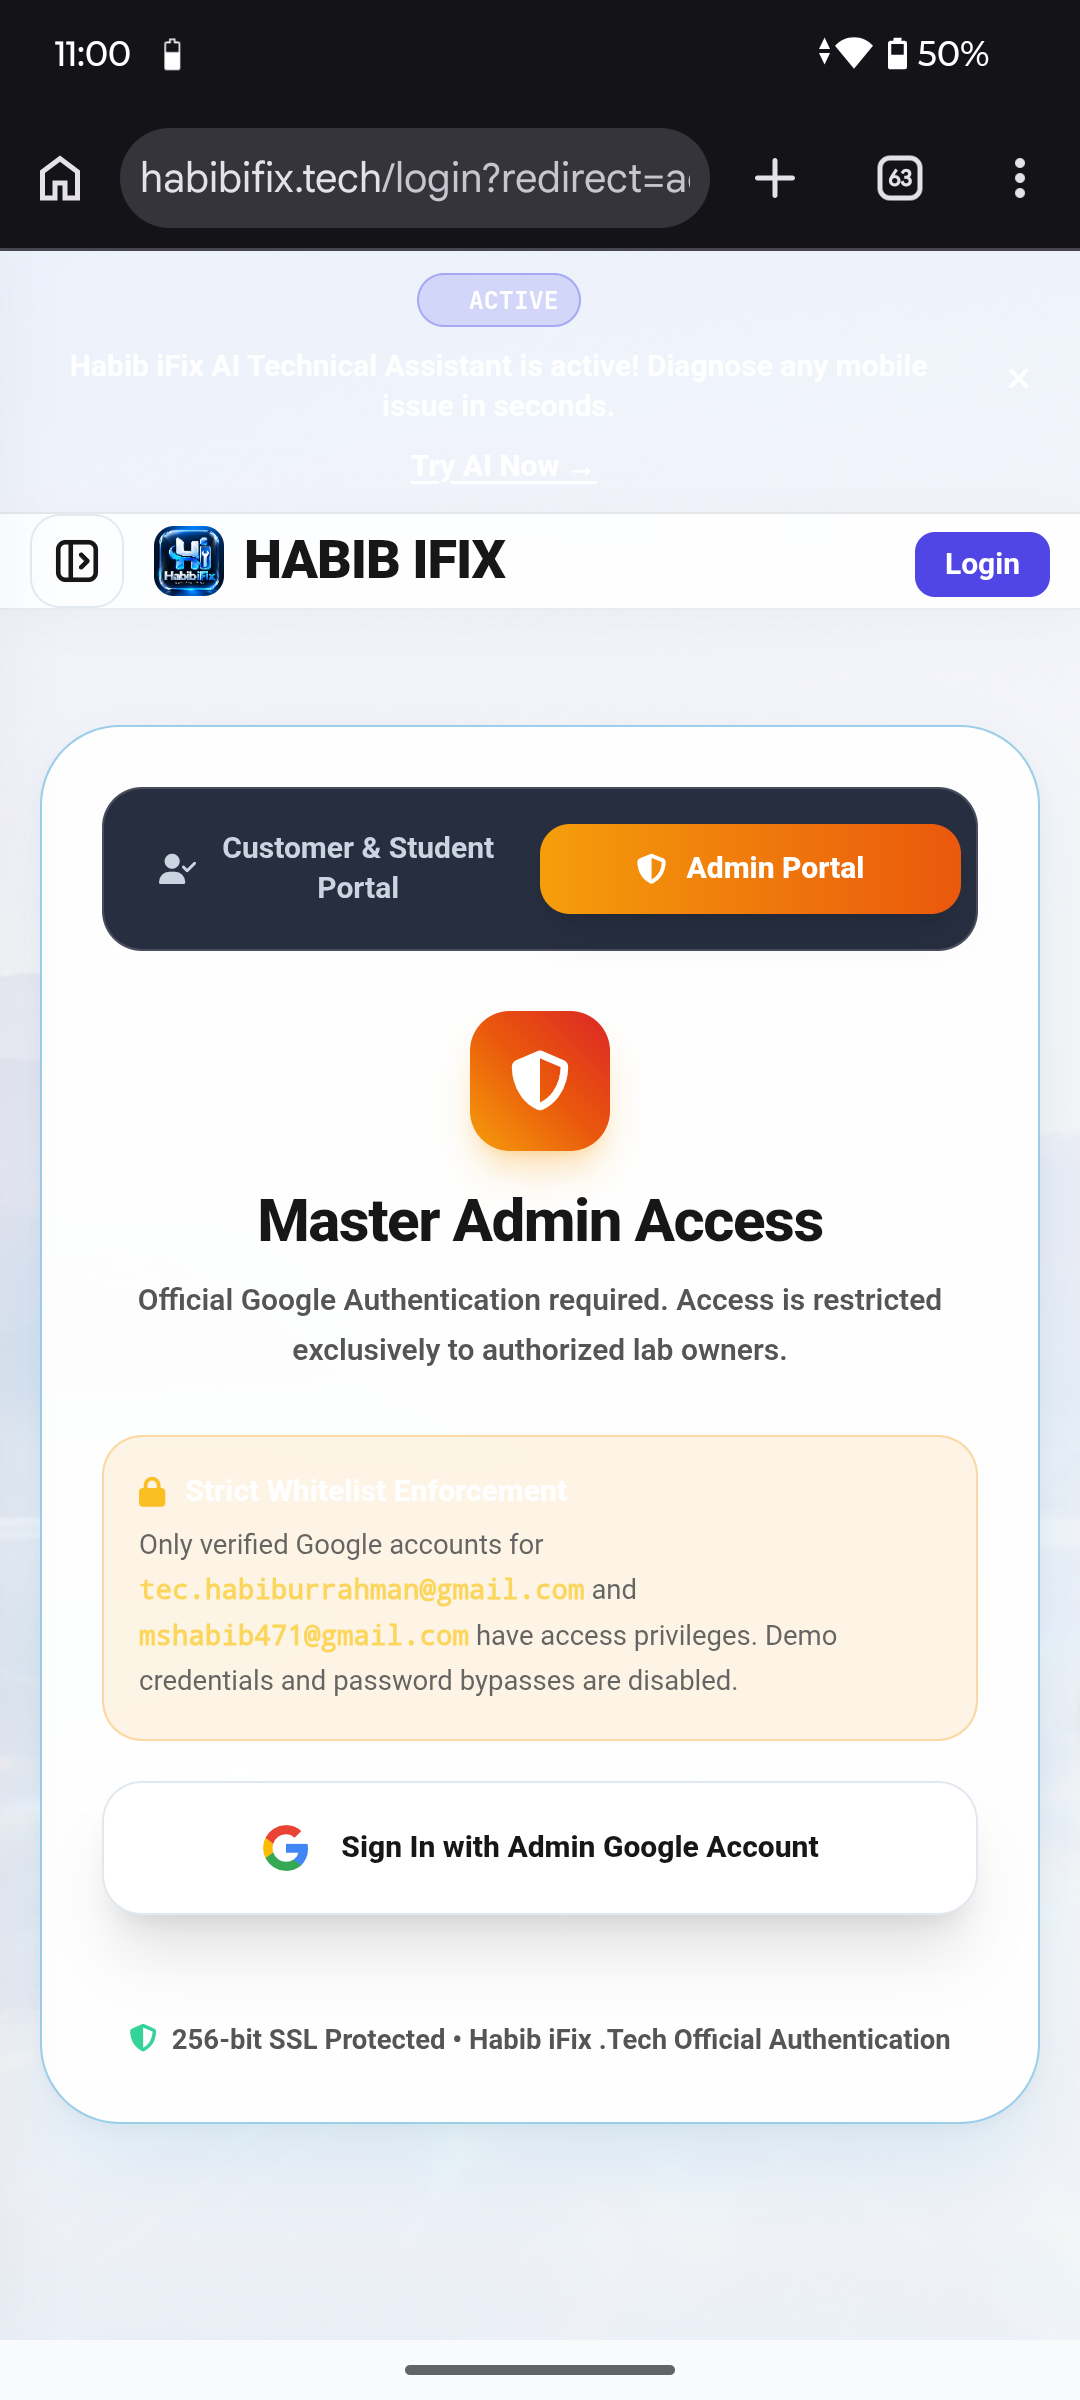 11:00
50%
habibifix.tech/login?redirect=a
63
ACTIVE
Habib iFix AI Technical Assistant is active! Diagnose any mobile
issue in seconds.
Try AI Now →
Habib iFix
HABIB IFIX
Login
Customer & Student
Portal
Admin Portal
Master Admin Access
Official Google Authentication required. Access is restricted
exclusively to authorized lab owners.
Strict Whitelist Enforcement
Only verified Google accounts for
tec.habiburrahman@gmail.com and
mshabib471@gmail.com have access privileges. Demo
credentials and password bypasses are disabled.
Sign In with Admin Google Account
256-bit SSL Protected • Habib iFix .Tech Official Authentication